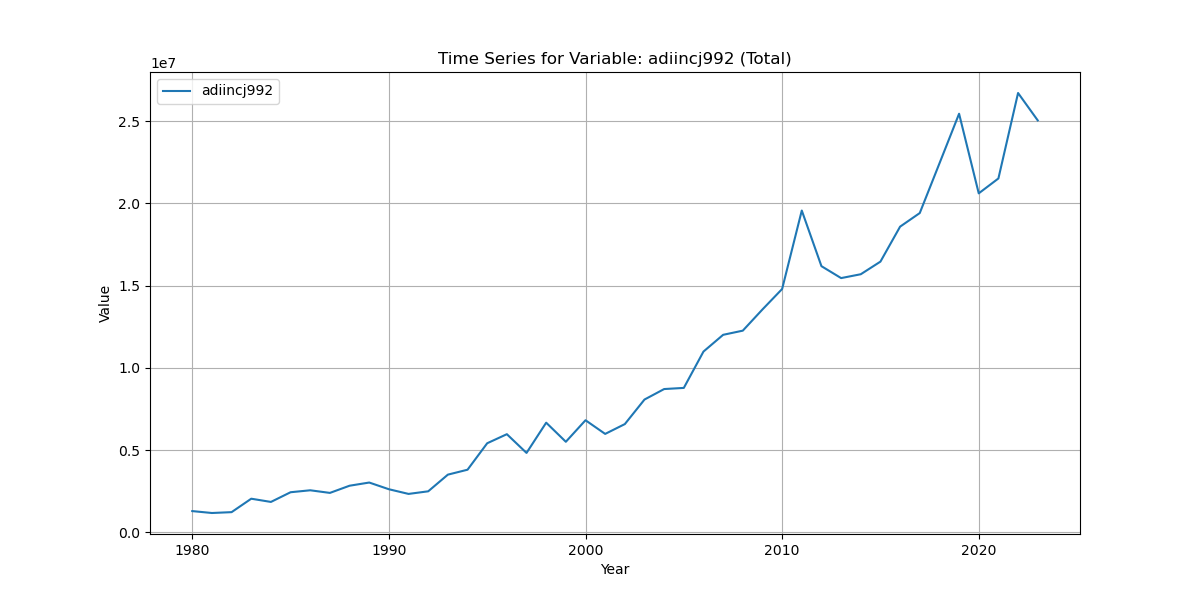 Time Series for Variable: adiincj992 (Total)
1e7
adiincj992
2.5
2.0
1.5
1.0
0.5
0.0
Value
1980 1990 2000 2010 2020
Year